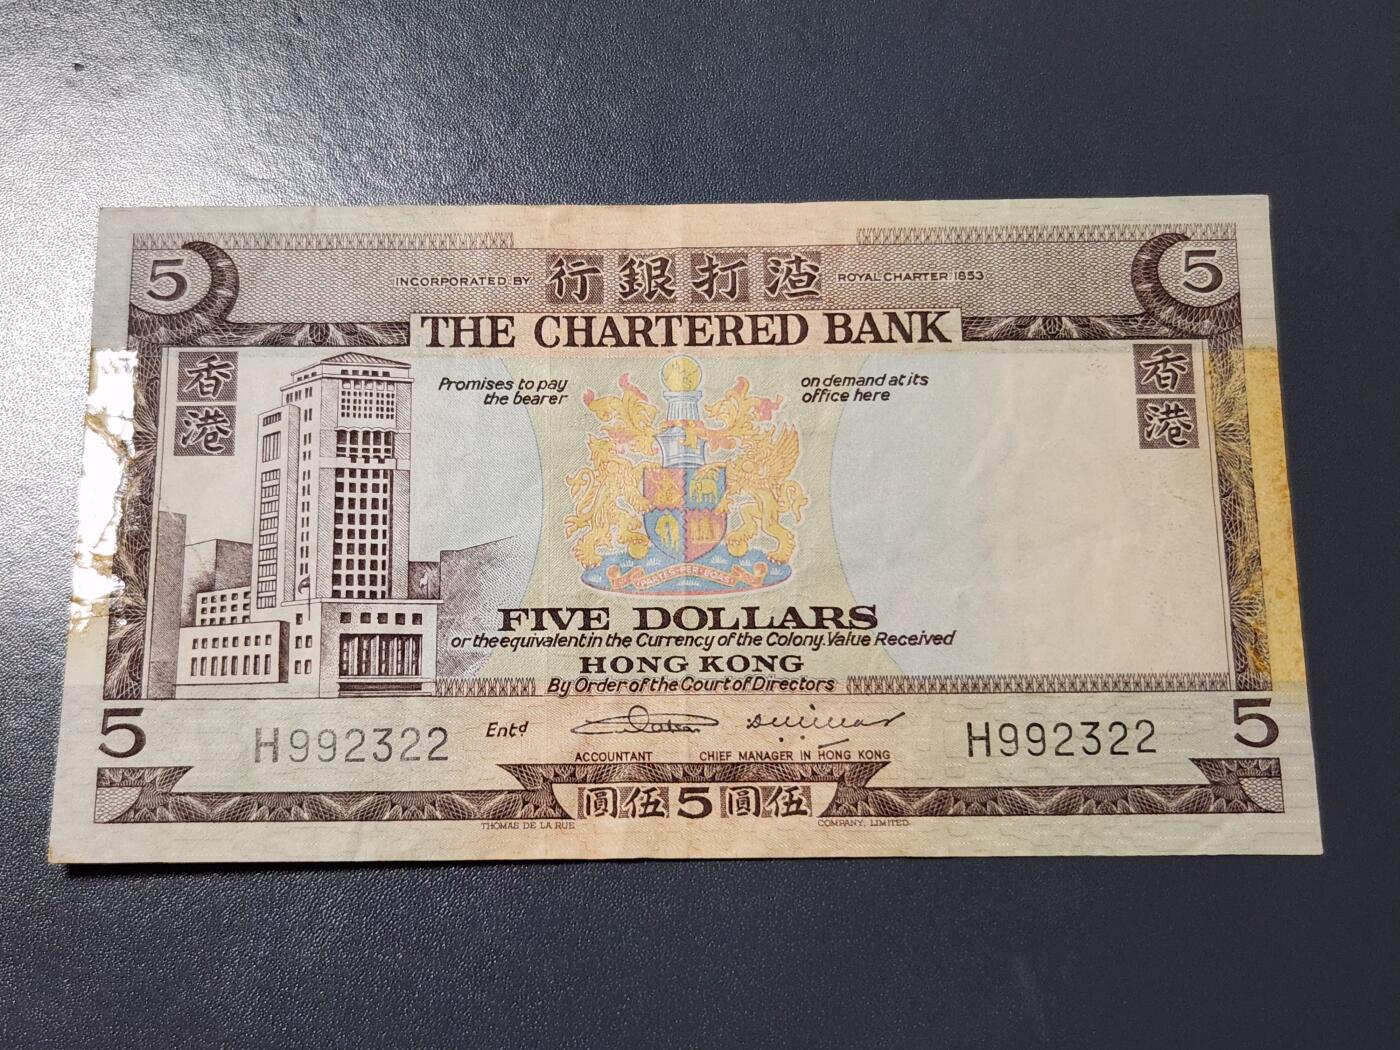 5 5
INCORPORATED BY 行銀打渣 ROYAL CHARTER 1853
THE CHARTERED BANK
香港 香港
Promises to pay the bearer
on demand at its office here
PARTES·PER·EOAS
FIVE DOLLARS
or the equivalent in the Currency of the Colony. Value Received
HONG KONG
By Order of the Court of Directors
5 5
H992322 Entd H992322
ACCOUNTANT CHIEF MANAGER IN HONG KONG
圓伍 5 圓伍
THOMAS DE LA RUE COMPANY, LIMITED.